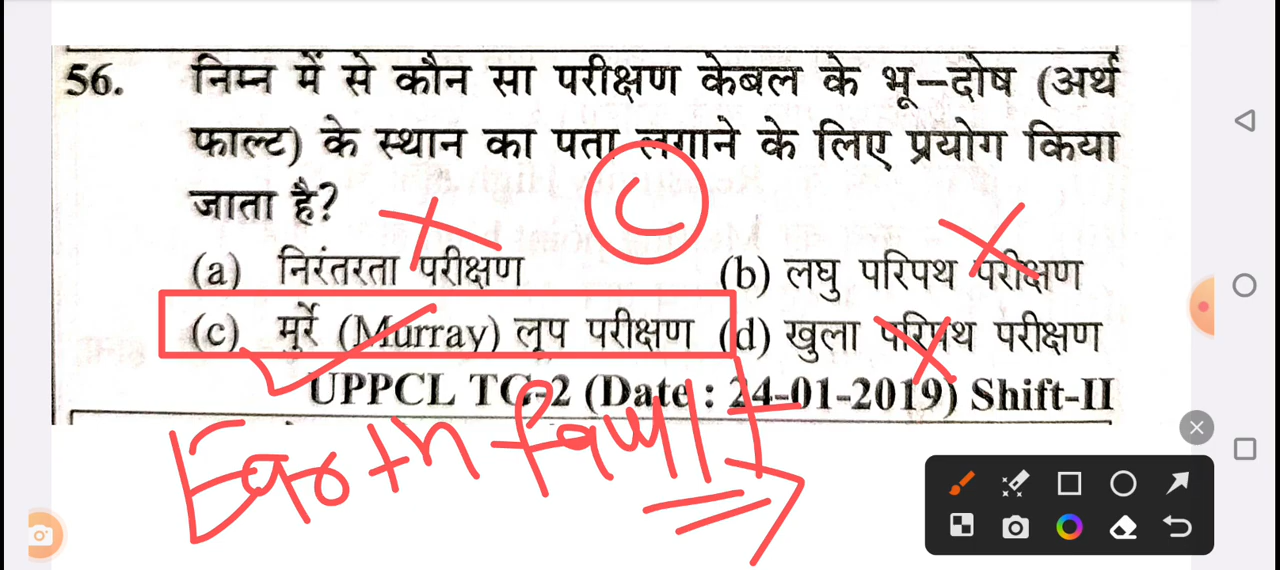 56. निम्न में से कौन सा परीक्षण केबल के भू–दोष (अर्थ
फाल्ट) के स्थान का पता लगाने के लिए प्रयोग किया
जाता है?
C
(a) निरंतरता परीक्षण (b) लघु परिपथ परीक्षण
(c) मुर्रे (Murray) लूप परीक्षण (d) खुला परिपथ परीक्षण
UPPCL TG-2 (Date : 24-01-2019) Shift-II
Earth fault